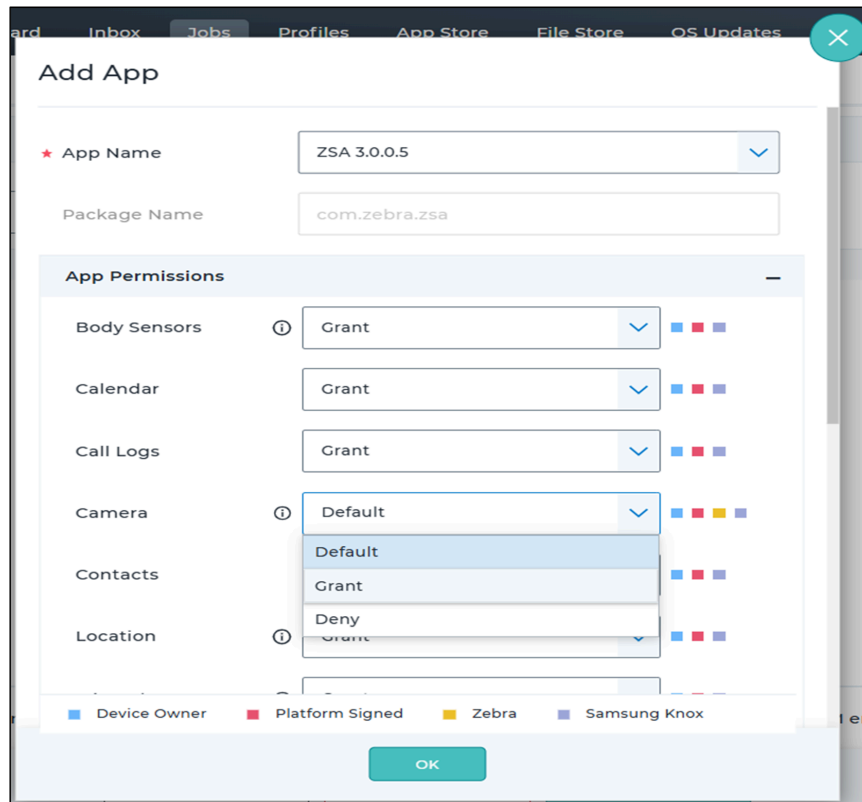 ard Inbox Jobs Profiles App Store File Store OS Updates
Add App
* App Name ZSA 3.0.0.5
Package Name com.zebra.zsa
App Permissions
Body Sensors Grant
Calendar Grant
Call Logs Grant
Camera Default
Default
Contacts
Grant
Deny
Location Grant
Device Owner Platform Signed Zebra Samsung Knox
OK